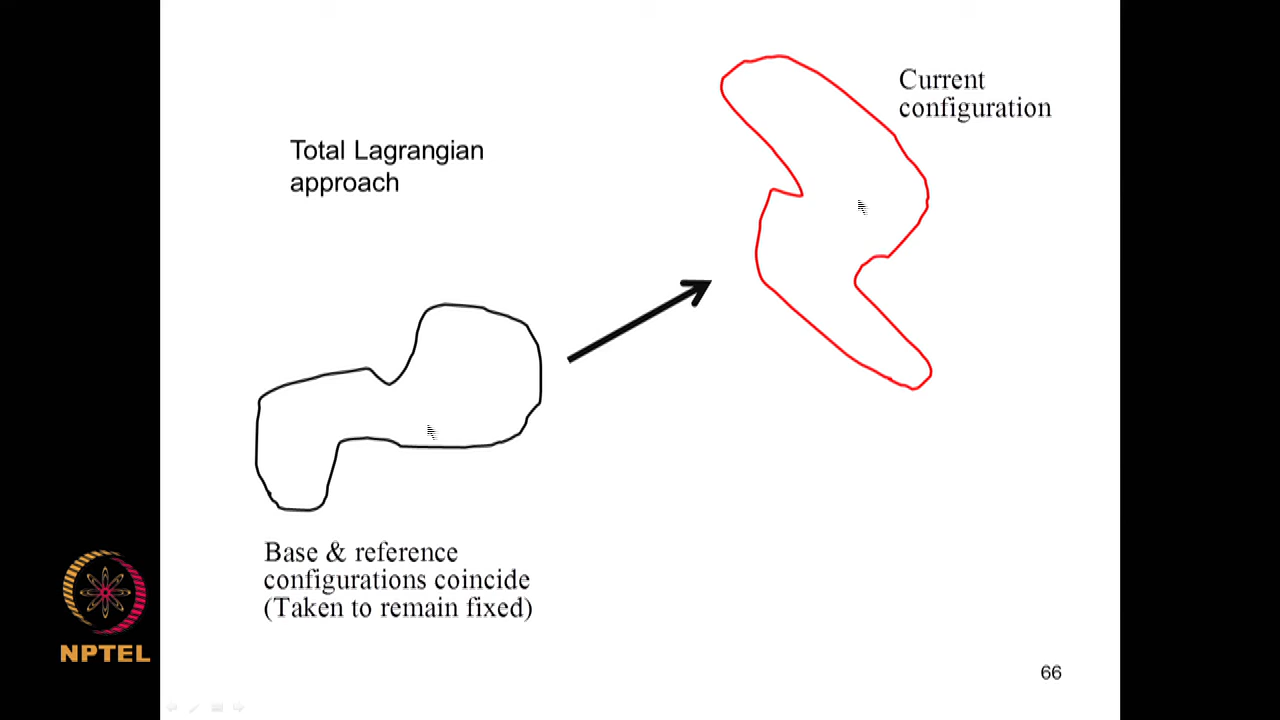 Total Lagrangian
approach
Current
configuration
Base & reference
configurations coincide
(Taken to remain fixed)
NPTEL
66